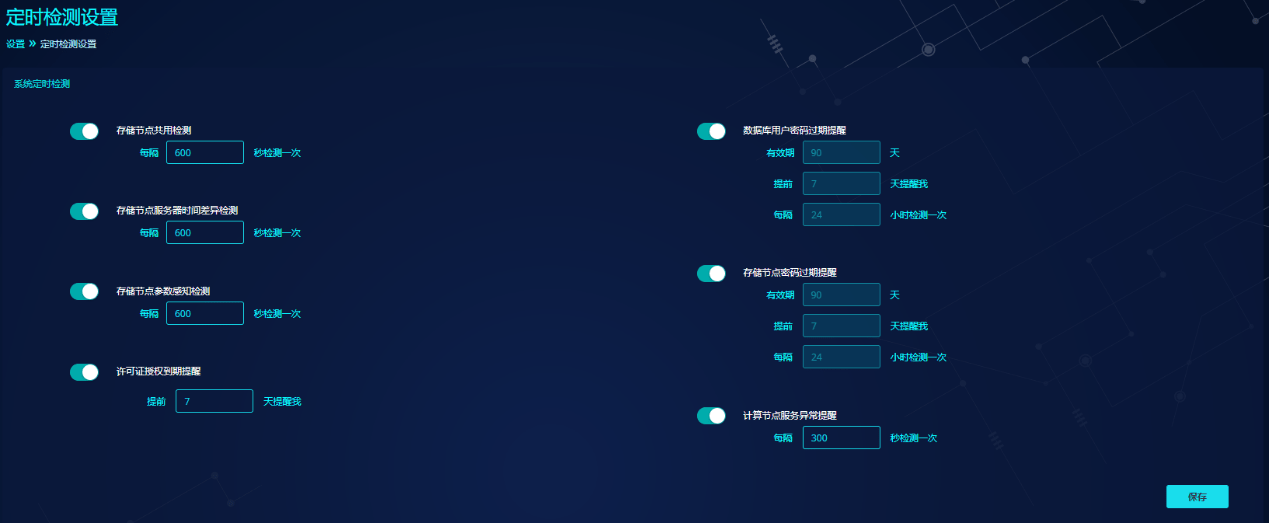 定时检测设置
设置 » 定时检测设置
系统定时检测
存储节点共用检测
每隔 600 秒检测一次
存储节点服务器时间差异检测
每隔 600 秒检测一次
存储节点参数感知检测
每隔 600 秒检测一次
许可证授权到期提醒
提前 7 天提醒我
数据库用户密码过期提醒
有效期 90 天
提前 7 天提醒我
每隔 24 小时检测一次
存储节点密码过期提醒
有效期 90 天
提前 7 天提醒我
每隔 24 小时检测一次
计算节点服务异常提醒
每隔 300 秒检测一次
保存